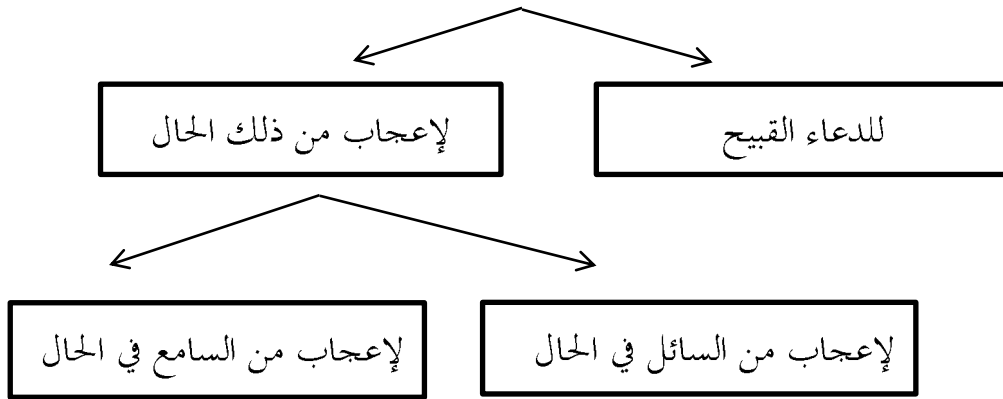 للدعاء القبيح
لإعجاب من ذلك الحال
لإعجاب من السائل في الحال
لإعجاب من السامع في الحال